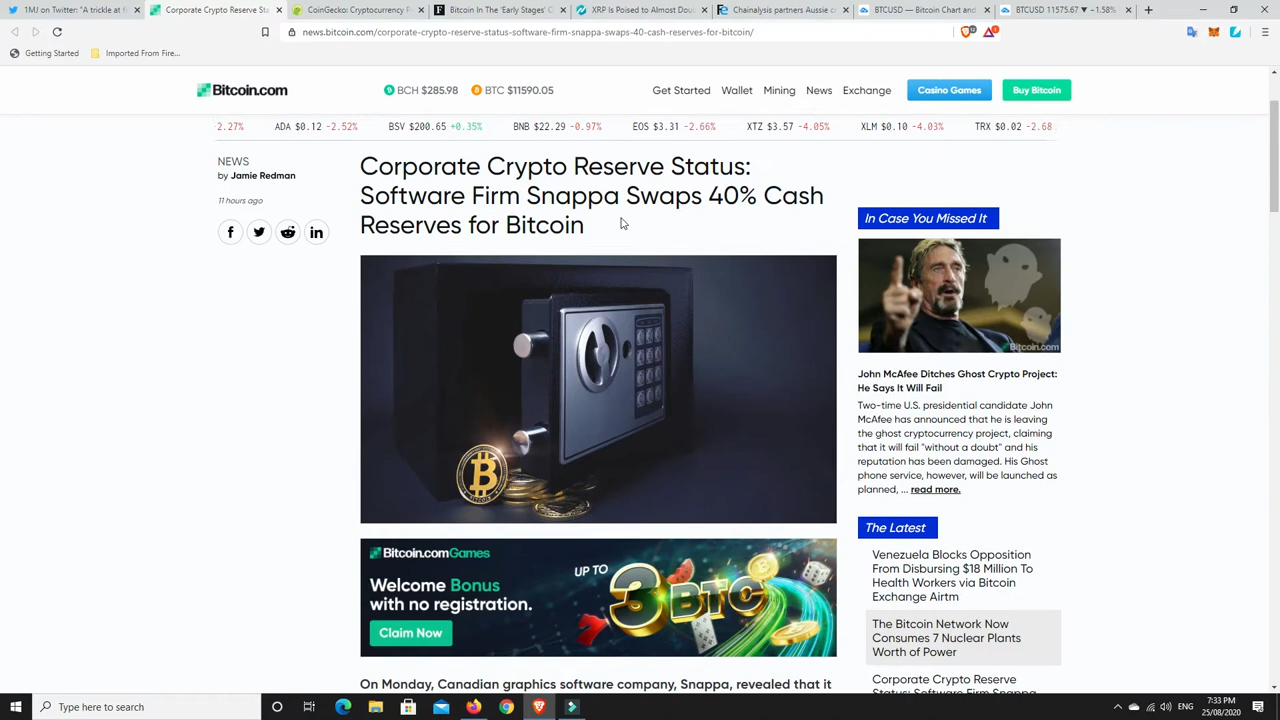 1MJ on Twitter: "A trickle at fi
Corporate Crypto Reserve Sta
CoinGecko: Cryptocurrency P
Bitcoin In The 'Early Stages' C
XRP Is Poised to Almost Dou
Chainalysis partners Aussie c
BTCUSD — Bitcoin Chart and
BTCUSD 11575.67 ▼ −1.58%
news.bitcoin.com/corporate-crypto-reserve-status-software-firm-snappa-swaps-40-cash-reserves-for-bitcoin/
Getting Started
Imported From Fire...
Bitcoin.com
BCH $285.98
BTC $11590.05
Get Started
Wallet
Mining
News
Exchange
Casino Games
Buy Bitcoin
2.27%
ADA $0.12 -2.52%
BSV $200.65 +0.35%
BNB $22.29 -0.97%
EOS $3.31 -2.66%
XTZ $3.57 -4.05%
XLM $0.10 -4.03%
TRX $0.02 -2.68
NEWS
by Jamie Redman
11 hours ago
Corporate Crypto Reserve Status:
Software Firm Snappa Swaps 40% Cash
Reserves for Bitcoin
Bitcoin.comGames
Welcome Bonus
with no registration.
Claim Now
UP TO
3 BTC
On Monday, Canadian graphics software company, Snappa, revealed that it
In Case You Missed It
Bitcoin.com
John McAfee Ditches Ghost Crypto Project:
He Says It Will Fail
Two-time U.S. presidential candidate John
McAfee has announced that he is leaving
the ghost cryptocurrency project, claiming
that it will fail "without a doubt" and his
reputation has been damaged. His Ghost
phone service, however, will be launched as
planned, ... read more.
The Latest
Venezuela Blocks Opposition
From Disbursing $18 Million To
Health Workers via Bitcoin
Exchange Airtm
The Bitcoin Network Now
Consumes 7 Nuclear Plants
Worth of Power
Corporate Crypto Reserve
Status: Software Firm Snappa
Type here to search
ENG
7:33 PM
25/08/2020